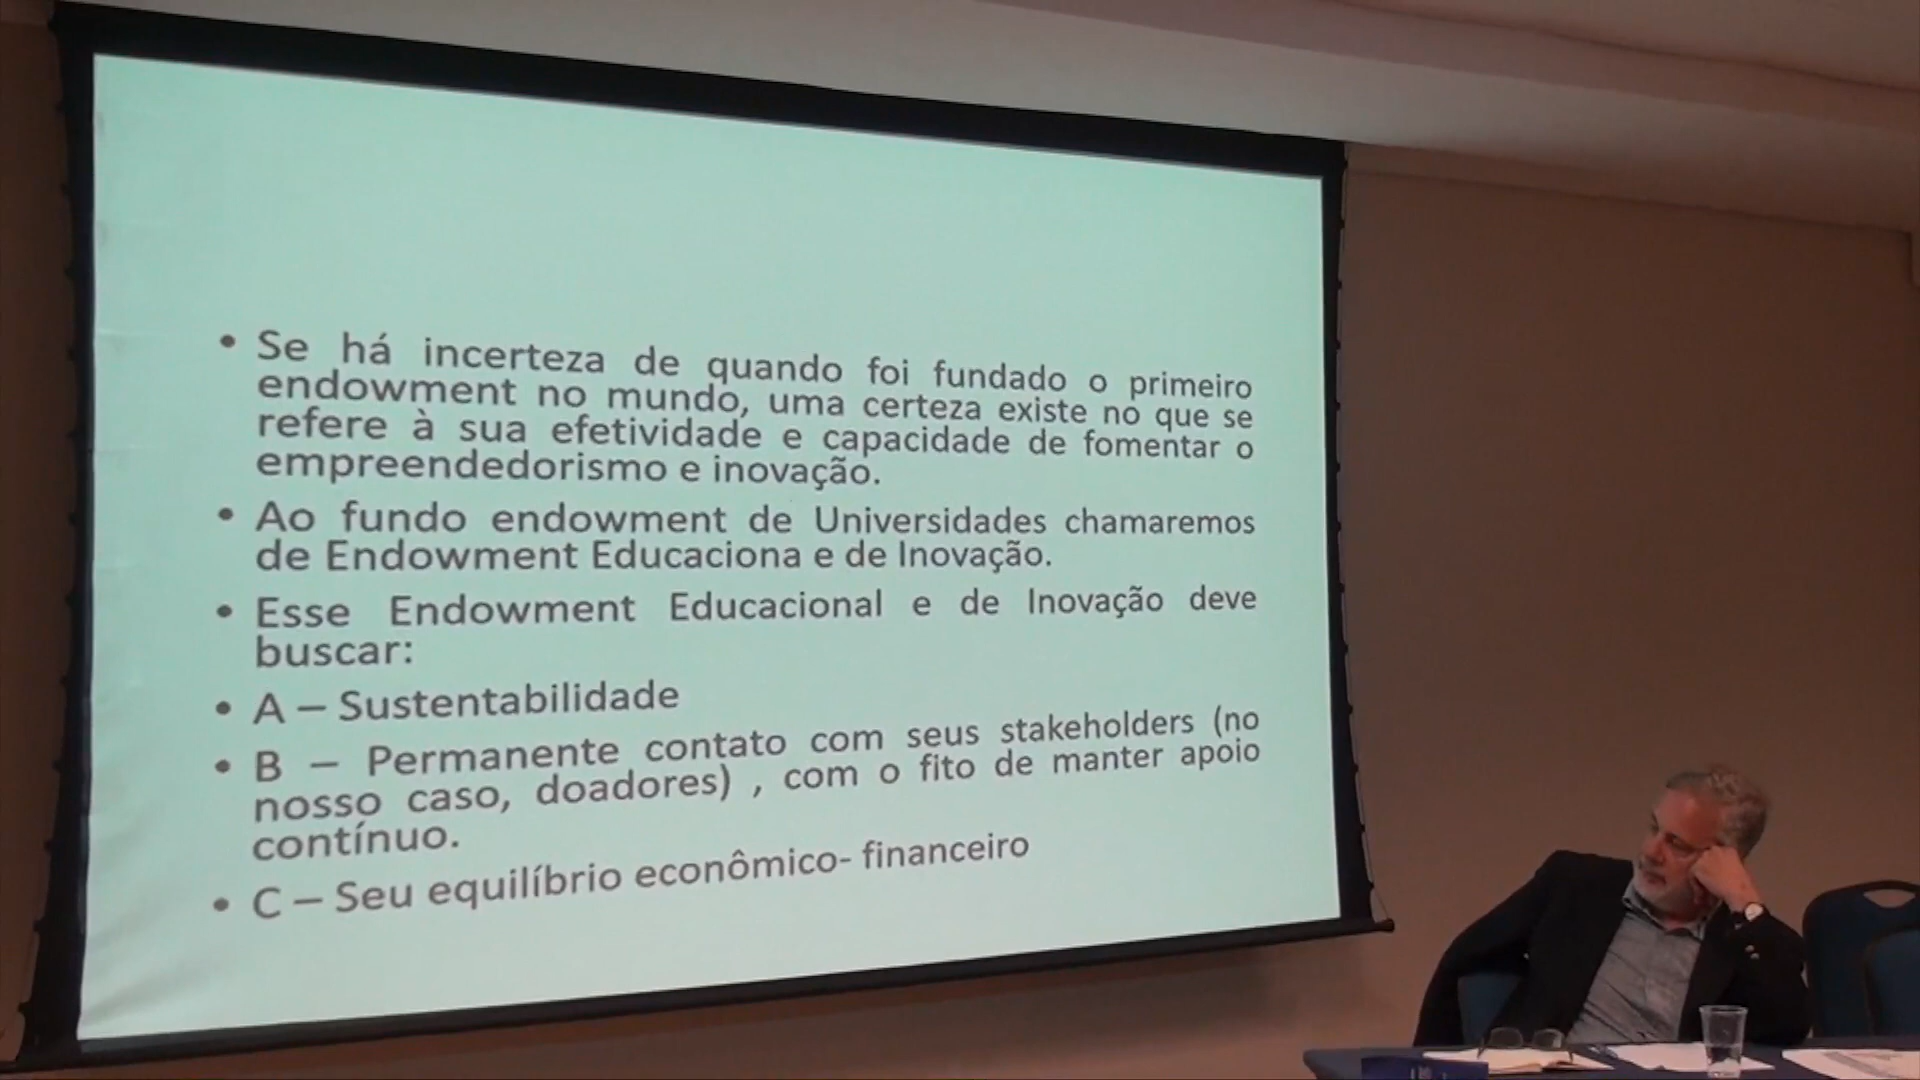 • Se há incerteza de quando foi fundado o primeiro
endowment no mundo, uma certeza existe no que se
refere à sua efetividade e capacidade de fomentar o
empreendedorismo e inovação.
• Ao fundo endowment de Universidades chamaremos
de Endowment Educaciona e de Inovação.
• Esse Endowment Educacional e de Inovação deve
buscar:
• A – Sustentabilidade
• B – Permanente contato com seus stakeholders (no
nosso caso, doadores) , com o fito de manter apoio
contínuo.
• C – Seu equilíbrio econômico- financeiro